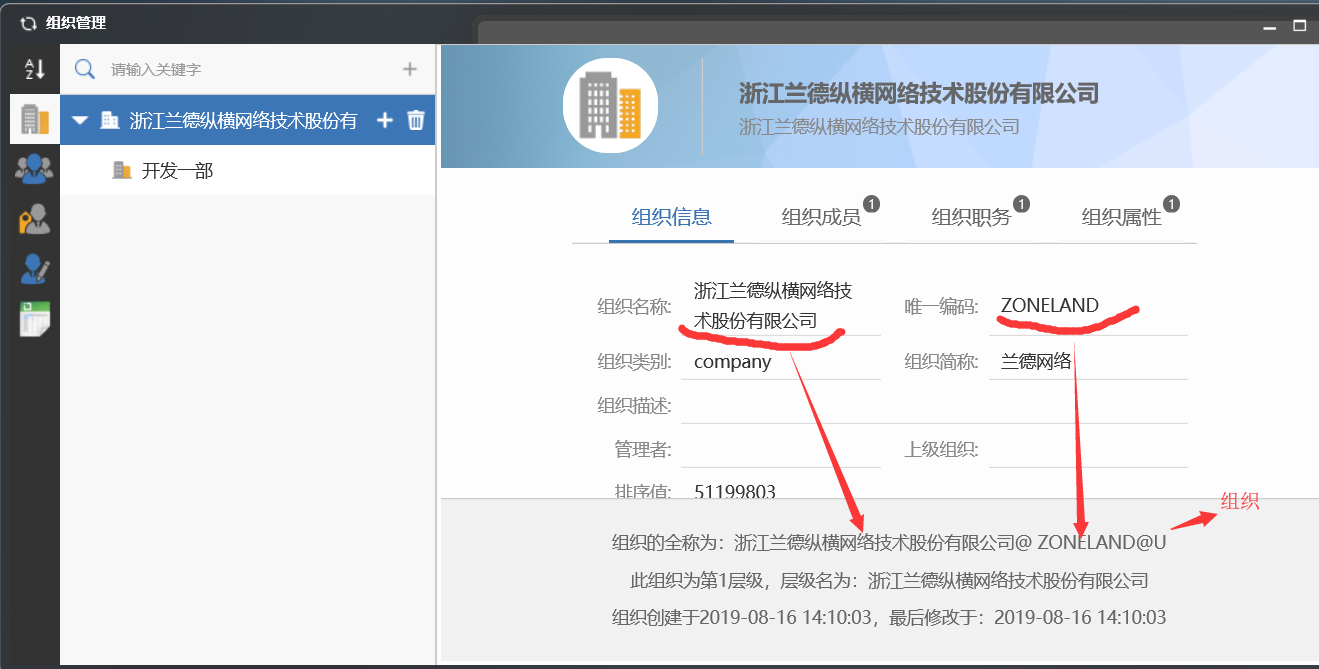 组织管理
请输入关键字
浙江兰德纵横网络技术股份有
开发一部
浙江兰德纵横网络技术股份有限公司
浙江兰德纵横网络技术股份有限公司
组织信息 组织成员 1 组织职务 1 组织属性 1
组织名称: 浙江兰德纵横网络技
术股份有限公司
唯一编码: ZONELAND
组织类别: company 组织简称: 兰德网络
组织描述:
管理者: 上级组织:
排序值: 51199803
组织
组织的全称为：浙江兰德纵横网络技术股份有限公司@ ZONELAND@U
此组织为第1层级，层级名为：浙江兰德纵横网络技术股份有限公司
组织创建于2019-08-16 14:10:03，最后修改于：2019-08-16 14:10:03